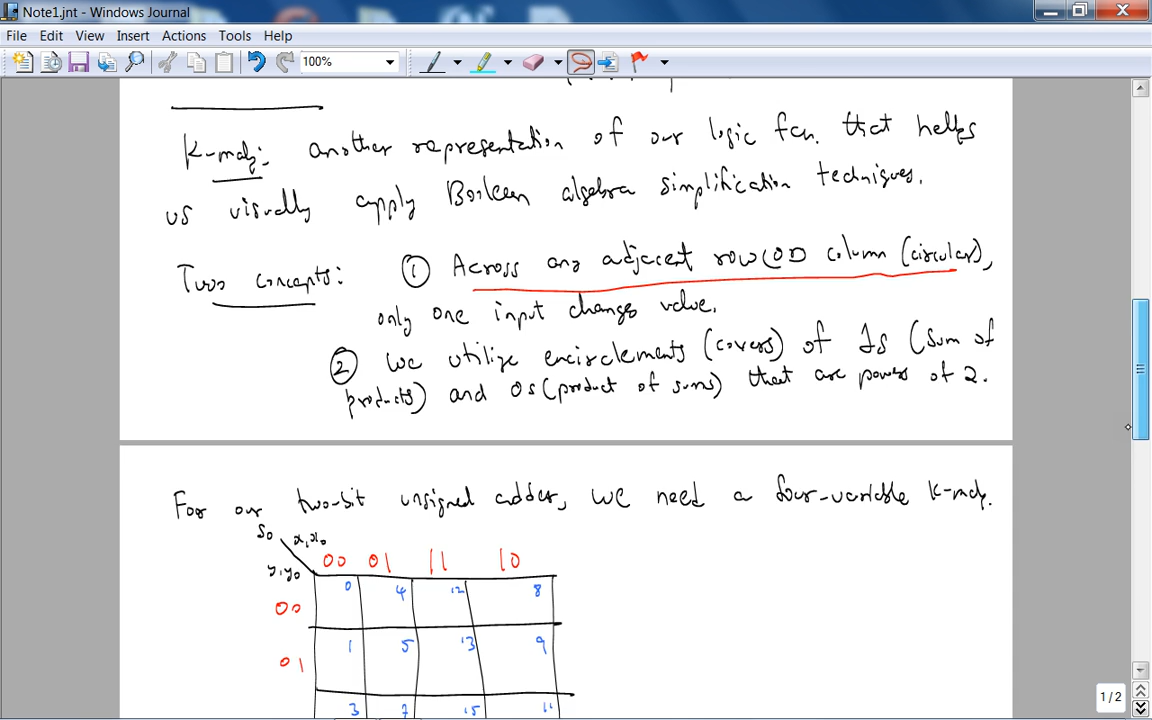 Note1.jnt - Windows Journal
File Edit View Insert Actions Tools Help
100%
K-map: another representation of our logic fcn. that helps
us visually apply Boolean algebra simplification techniques.
Two concepts: ① Across any adjacent row (OR) column (circular),
only one input changes value.
② We utilize encirclements (covers) of 1s (sum of
products) and 0s (product of sums) that are powers of 2.
For our two-bit unsigned adder, we need a four-variable K-map.
S0 x1x0
y1y0 00 01 11 10
00 0 4 12 8
01 1 5 13 9
3 7 15 11
1 / 2